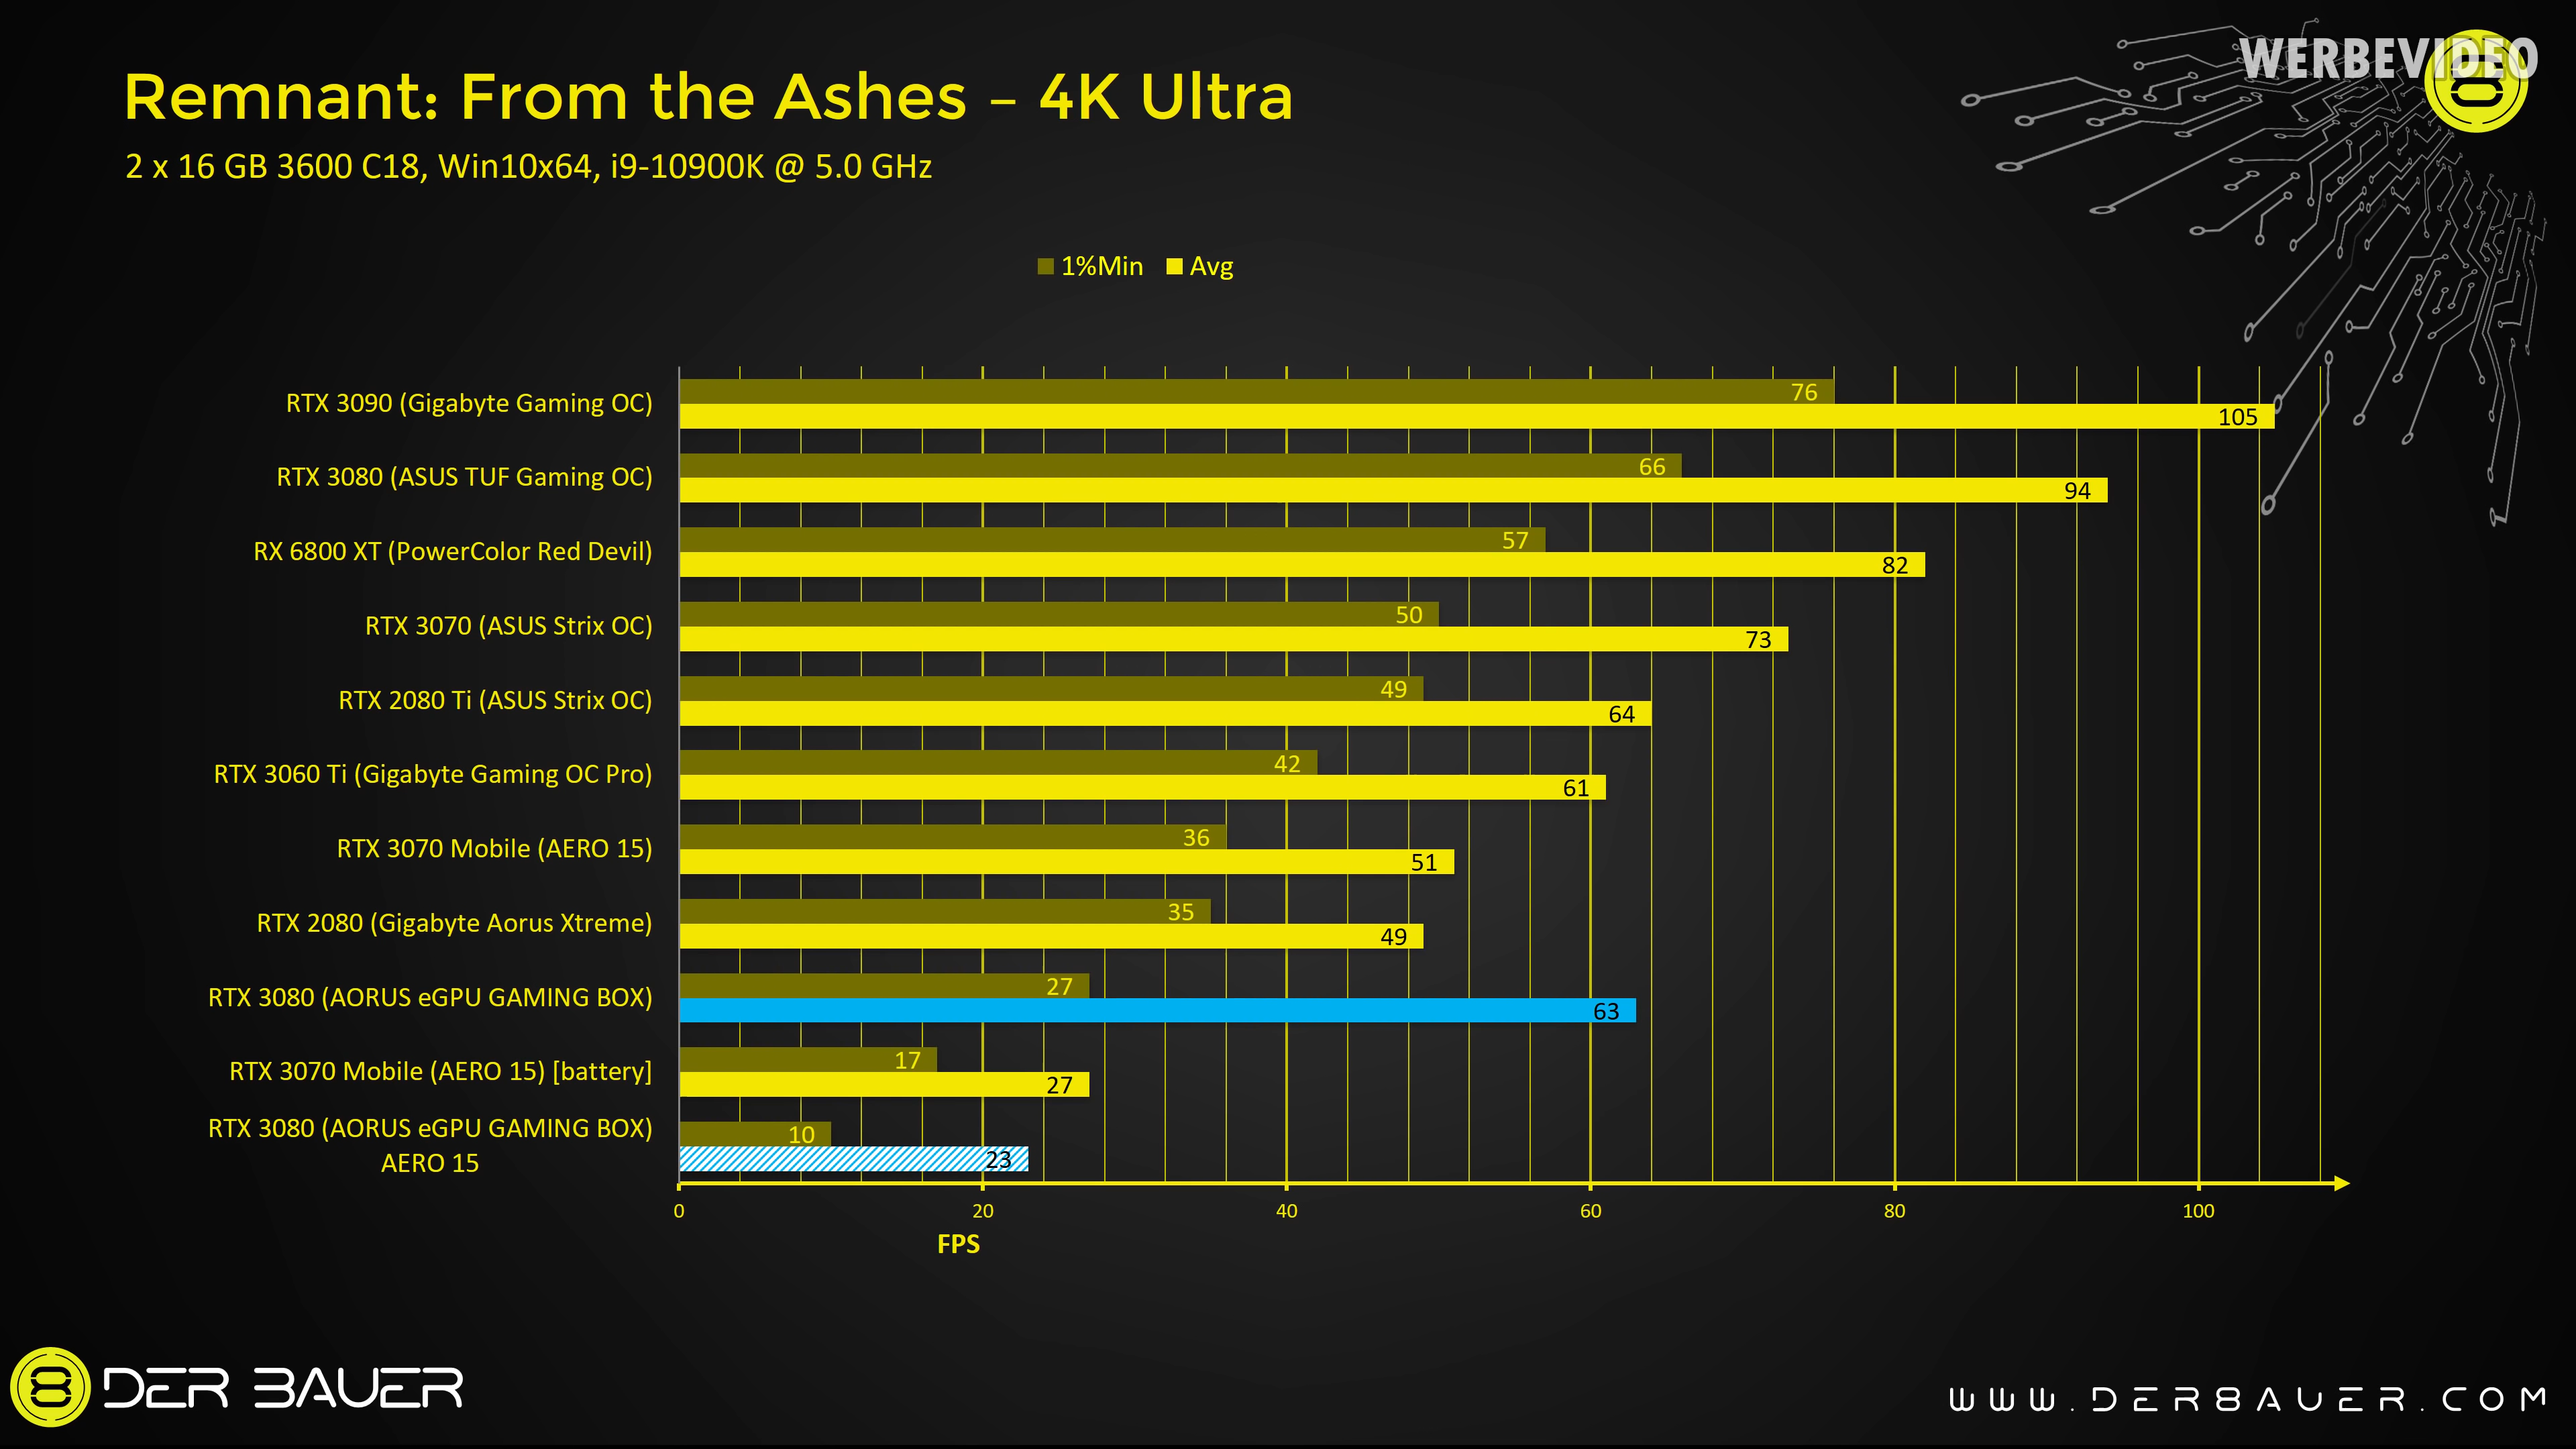 WERBEVIDEO
Remnant: From the Ashes – 4K Ultra
2 x 16 GB 3600 C18, Win10x64, i9-10900K @ 5.0 GHz
1%Min Avg
RTX 3090 (Gigabyte Gaming OC) 76 105
RTX 3080 (ASUS TUF Gaming OC) 66 94
RX 6800 XT (PowerColor Red Devil) 57 82
RTX 3070 (ASUS Strix OC) 50 73
RTX 2080 Ti (ASUS Strix OC) 49 64
RTX 3060 Ti (Gigabyte Gaming OC Pro) 42 61
RTX 3070 Mobile (AERO 15) 36 51
RTX 2080 (Gigabyte Aorus Xtreme) 35 49
RTX 3080 (AORUS eGPU GAMING BOX) 27 63
RTX 3070 Mobile (AERO 15) [battery] 17 27
RTX 3080 (AORUS eGPU GAMING BOX) 10
AERO 15 23
0 20 40 60 80 100
FPS
DER 8AUER
WWW.DER8AUER.COM